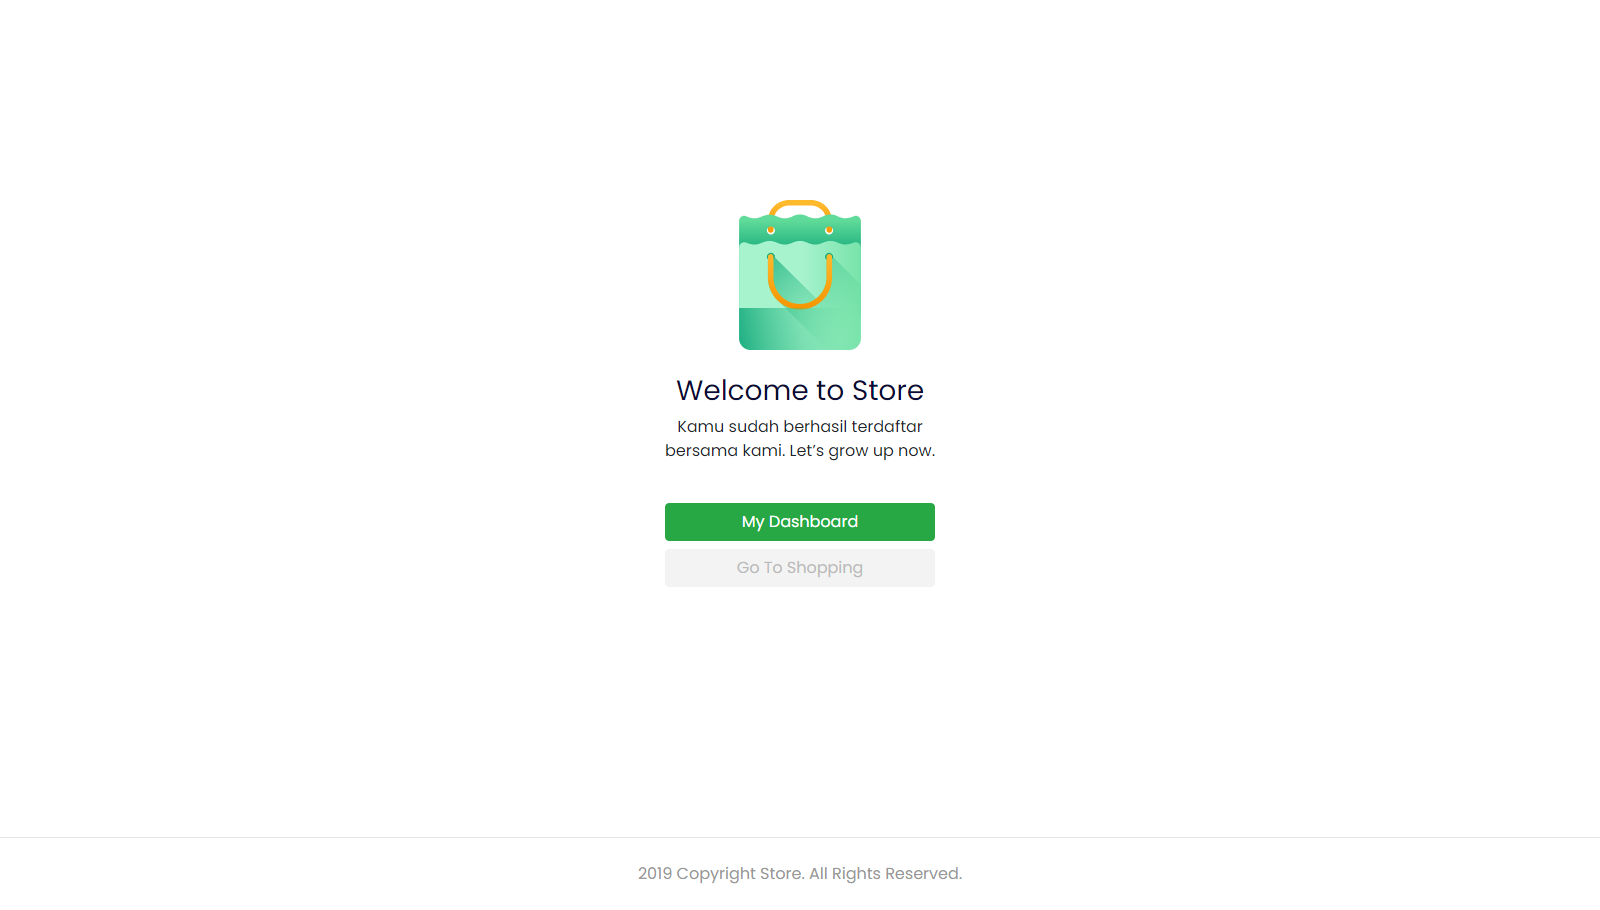 Welcome to Store
Kamu sudah berhasil terdaftar
bersama kami. Let’s grow up now.
My Dashboard
Go To Shopping
2019 Copyright Store. All Rights Reserved.